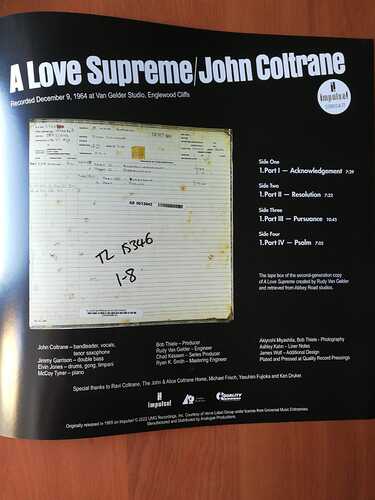 A Love Supreme/John Coltrane
Recorded December 9, 1964 at Van Gelder Studio, Englewood Cliffs
impulse!
TL 15346
1-8
Side One
1.Part I – Acknowledgement 7:39
Side Two
1.Part II – Resolution 7:22
Side Three
1.Part III – Pursuance 10:43
Side Four
1.Part IV – Psalm 7:02
The tape box of the second-generation copy
of A Love Supreme created by Rudy Van Gelder
and retrieved from Abbey Road studios.
John Coltrane – bandleader, vocals,
tenor saxophone
Jimmy Garrison – double bass
Elvin Jones – drums, gong, timpani
McCoy Tyner – piano
Bob Thiele – Producer
Rudy Van Gelder – Engineer
Chad Kassem – Series Producer
Ryan K. Smith – Mastering Engineer
Bob Thiele – Photography
Ashley Kahn – Liner Notes
James Wolf – Additional Design
Plated and Pressed at Quality Record Pressings
Special thanks to Ravi Coltrane, The John & Alice Coltrane Home, Michael Frisch, Yasuhiro Fujioka and Ken Druker.
impulse!
QUALITY
Originally released in 1965 on Impulse! © 2022 UMG Recordings, Inc. Courtesy of Verve Label Group under license from Universal Music Enterprises.
Manufactured and Distributed by Analogue Productions.